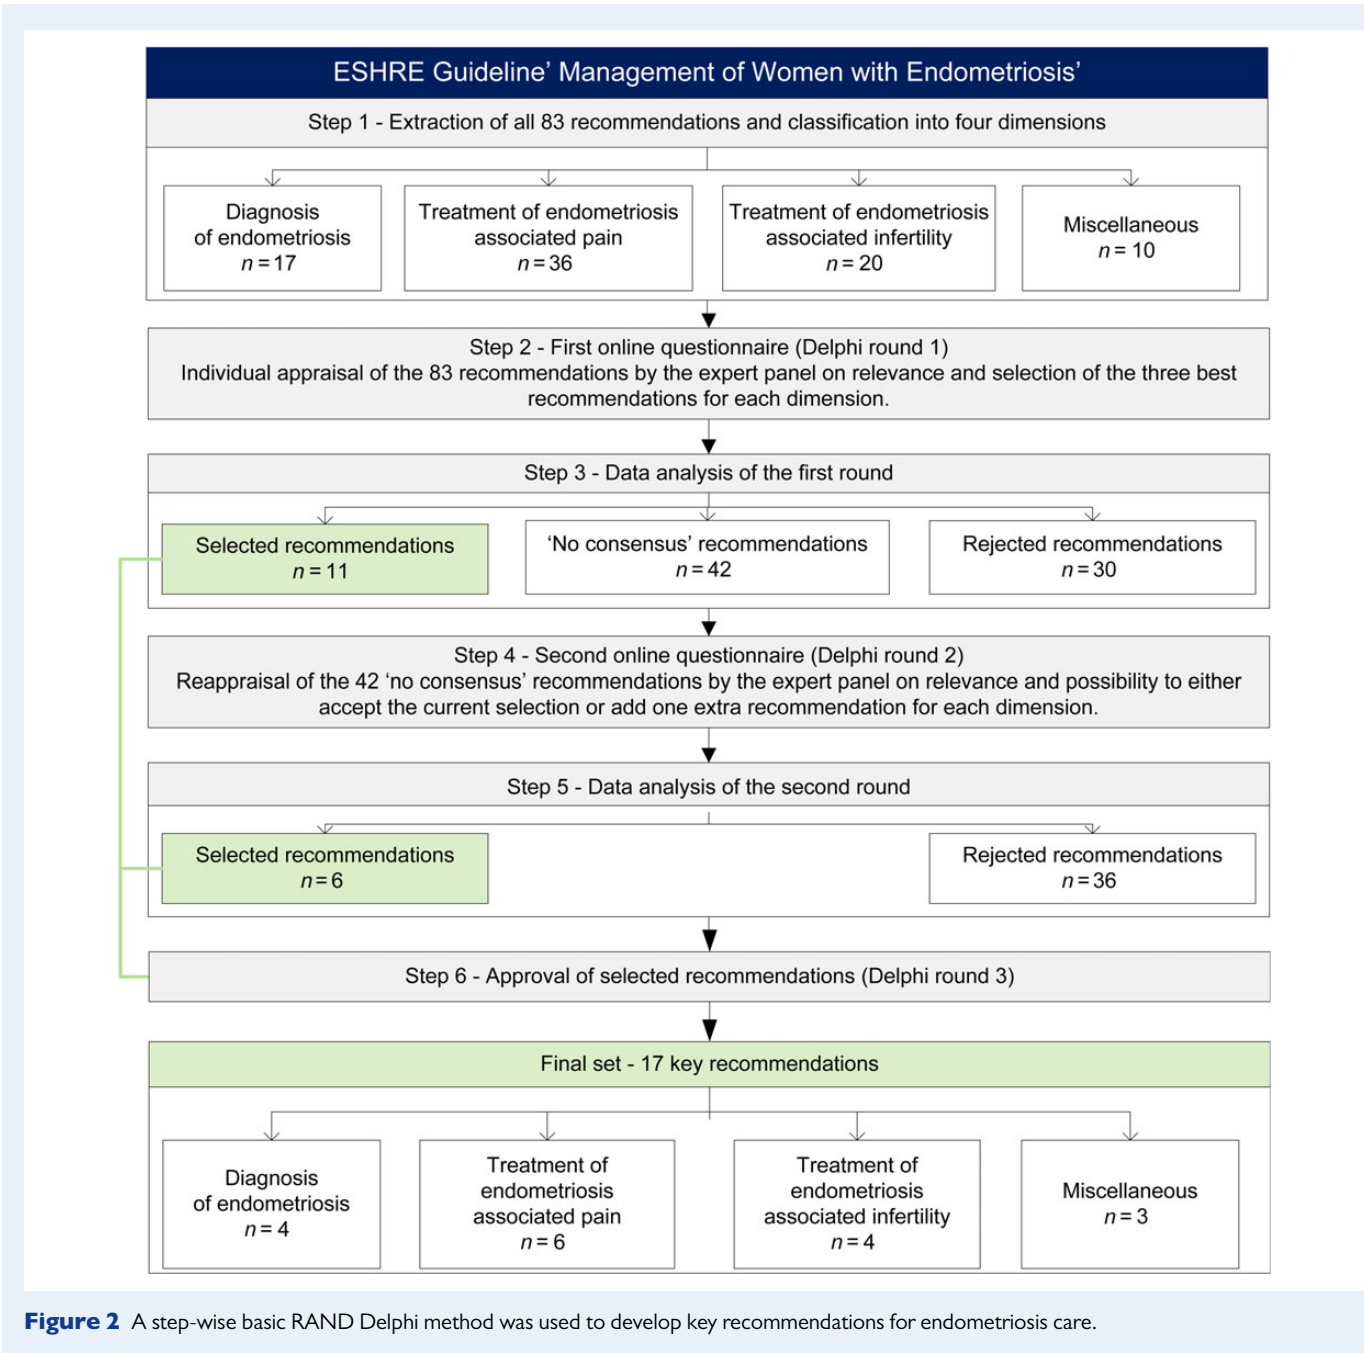 ESHRE Guideline’ Management of Women with Endometriosis’
Step 1 - Extraction of all 83 recommendations and classification into four dimensions
Diagnosis
of endometriosis
n = 17
Treatment of endometriosis
associated pain
n = 36
Treatment of endometriosis
associated infertility
n = 20
Miscellaneous
n = 10
Step 2 - First online questionnaire (Delphi round 1)
Individual appraisal of the 83 recommendations by the expert panel on relevance and selection of the three best
recommendations for each dimension.
Step 3 - Data analysis of the first round
Selected recommendations
n = 11
‘No consensus’ recommendations
n = 42
Rejected recommendations
n = 30
Step 4 - Second online questionnaire (Delphi round 2)
Reappraisal of the 42 ‘no consensus’ recommendations by the expert panel on relevance and possibility to either
accept the current selection or add one extra recommendation for each dimension.
Step 5 - Data analysis of the second round
Selected recommendations
n = 6
Rejected recommendations
n = 36
Step 6 - Approval of selected recommendations (Delphi round 3)
Final set - 17 key recommendations
Diagnosis
of endometriosis
n = 4
Treatment of
endometriosis
associated pain
n = 6
Treatment of
endometriosis
associated infertility
n = 4
Miscellaneous
n = 3
Figure 2 A step-wise basic RAND Delphi method was used to develop key recommendations for endometriosis care.